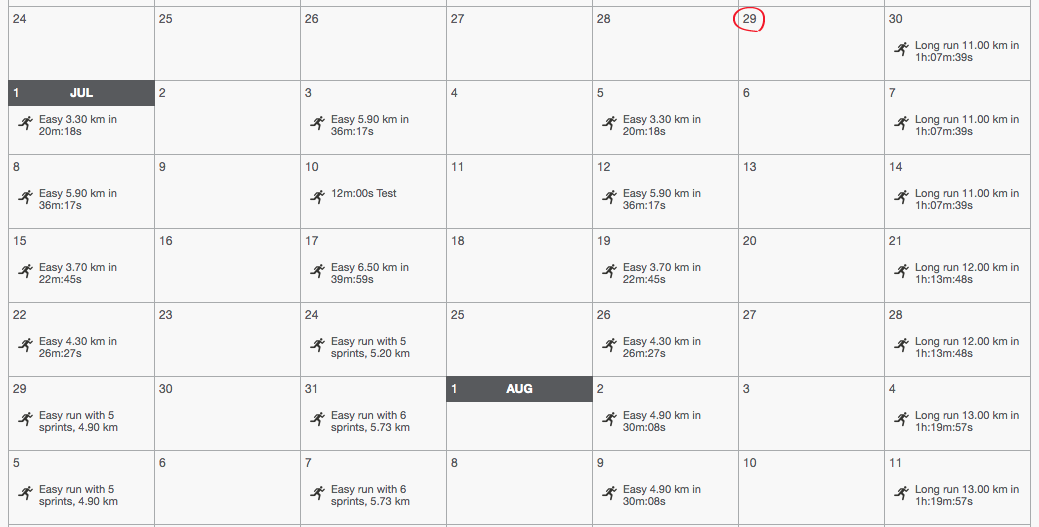 24
25
26
27
28
29
30
Long run 11.00 km in
1h:07m:39s
1 JUL
Easy 3.30 km in
20m:18s
2
3
Easy 5.90 km in
36m:17s
4
5
Easy 3.30 km in
20m:18s
6
7
Long run 11.00 km in
1h:07m:39s
8
Easy 5.90 km in
36m:17s
9
10
12m:00s Test
11
12
Easy 5.90 km in
36m:17s
13
14
Long run 11.00 km in
1h:07m:39s
15
Easy 3.70 km in
22m:45s
16
17
Easy 6.50 km in
39m:59s
18
19
Easy 3.70 km in
22m:45s
20
21
Long run 12.00 km in
1h:13m:48s
22
Easy 4.30 km in
26m:27s
23
24
Easy run with 5
sprints, 5.20 km
25
26
Easy 4.30 km in
26m:27s
27
28
Long run 12.00 km in
1h:13m:48s
29
Easy run with 5
sprints, 4.90 km
30
31
Easy run with 6
sprints, 5.73 km
1 AUG
2
Easy 4.90 km in
30m:08s
3
4
Long run 13.00 km in
1h:19m:57s
5
Easy run with 5
sprints, 4.90 km
6
7
Easy run with 6
sprints, 5.73 km
8
9
Easy 4.90 km in
30m:08s
10
11
Long run 13.00 km in
1h:19m:57s